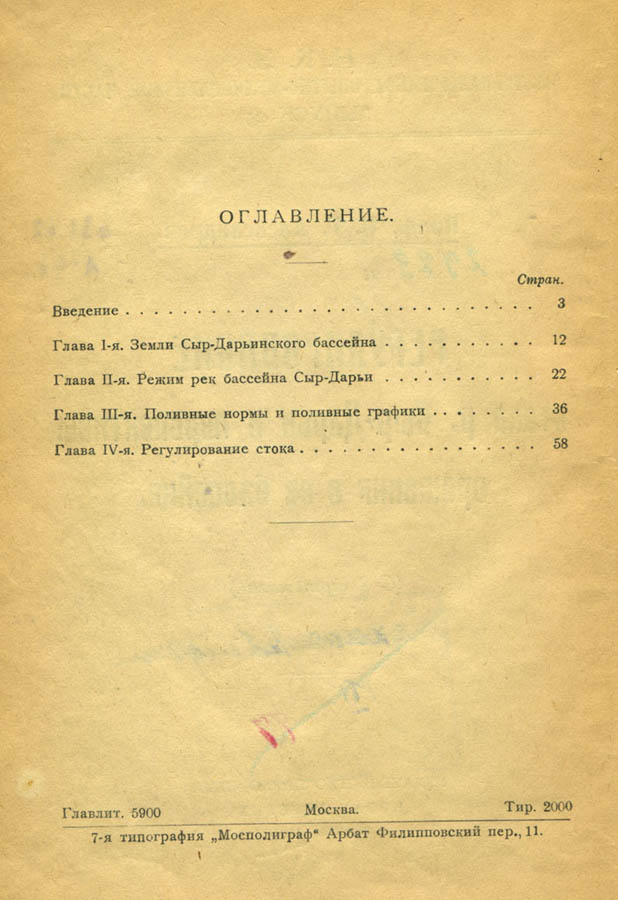 ОГЛАВЛЕНИЕ.
Стран.
Введение . . . . . . . . . . . . . . . . . . . . . . . . . . . . . 3
Глава I-я. Земли Сыр-Дарьинского бассейна . . . . . . . . . . . . 12
Глава II-я. Режим рек бассейна Сыр-Дарьи . . . . . . . . . . . . 22
Глава III-я. Поливные нормы и поливные графики . . . . . . . . 36
Глава IV-я. Регулирование стока . . . . . . . . . . . . . . . . . . 58
Главлит. 5900 Москва. Тир. 2000
7-я типография „Мосполиграф“ Арбат Филипповский пер., 11.